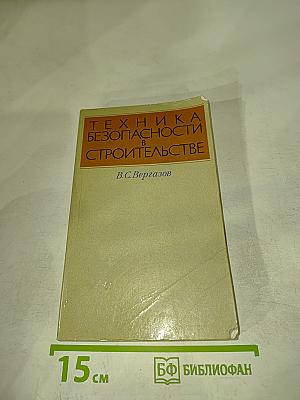 ТЕХНИКА
БЕЗОПАСНОСТИ
В
СТРОИТЕЛЬСТВЕ
В.С.Вергазов
15 см
БФ БИБЛИОФАН